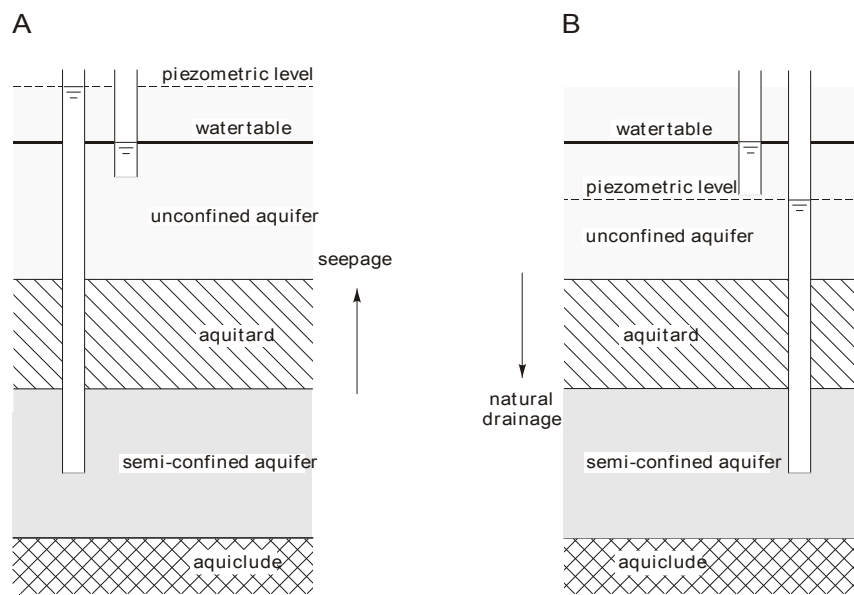 A
piezometric level
watertable
unconfined aquifer
seepage
aquitard
semi-confined aquifer
aquiclude
B
watertable
piezometric level
unconfined aquifer
aquitard
natural
drainage
semi-confined aquifer
aquiclude